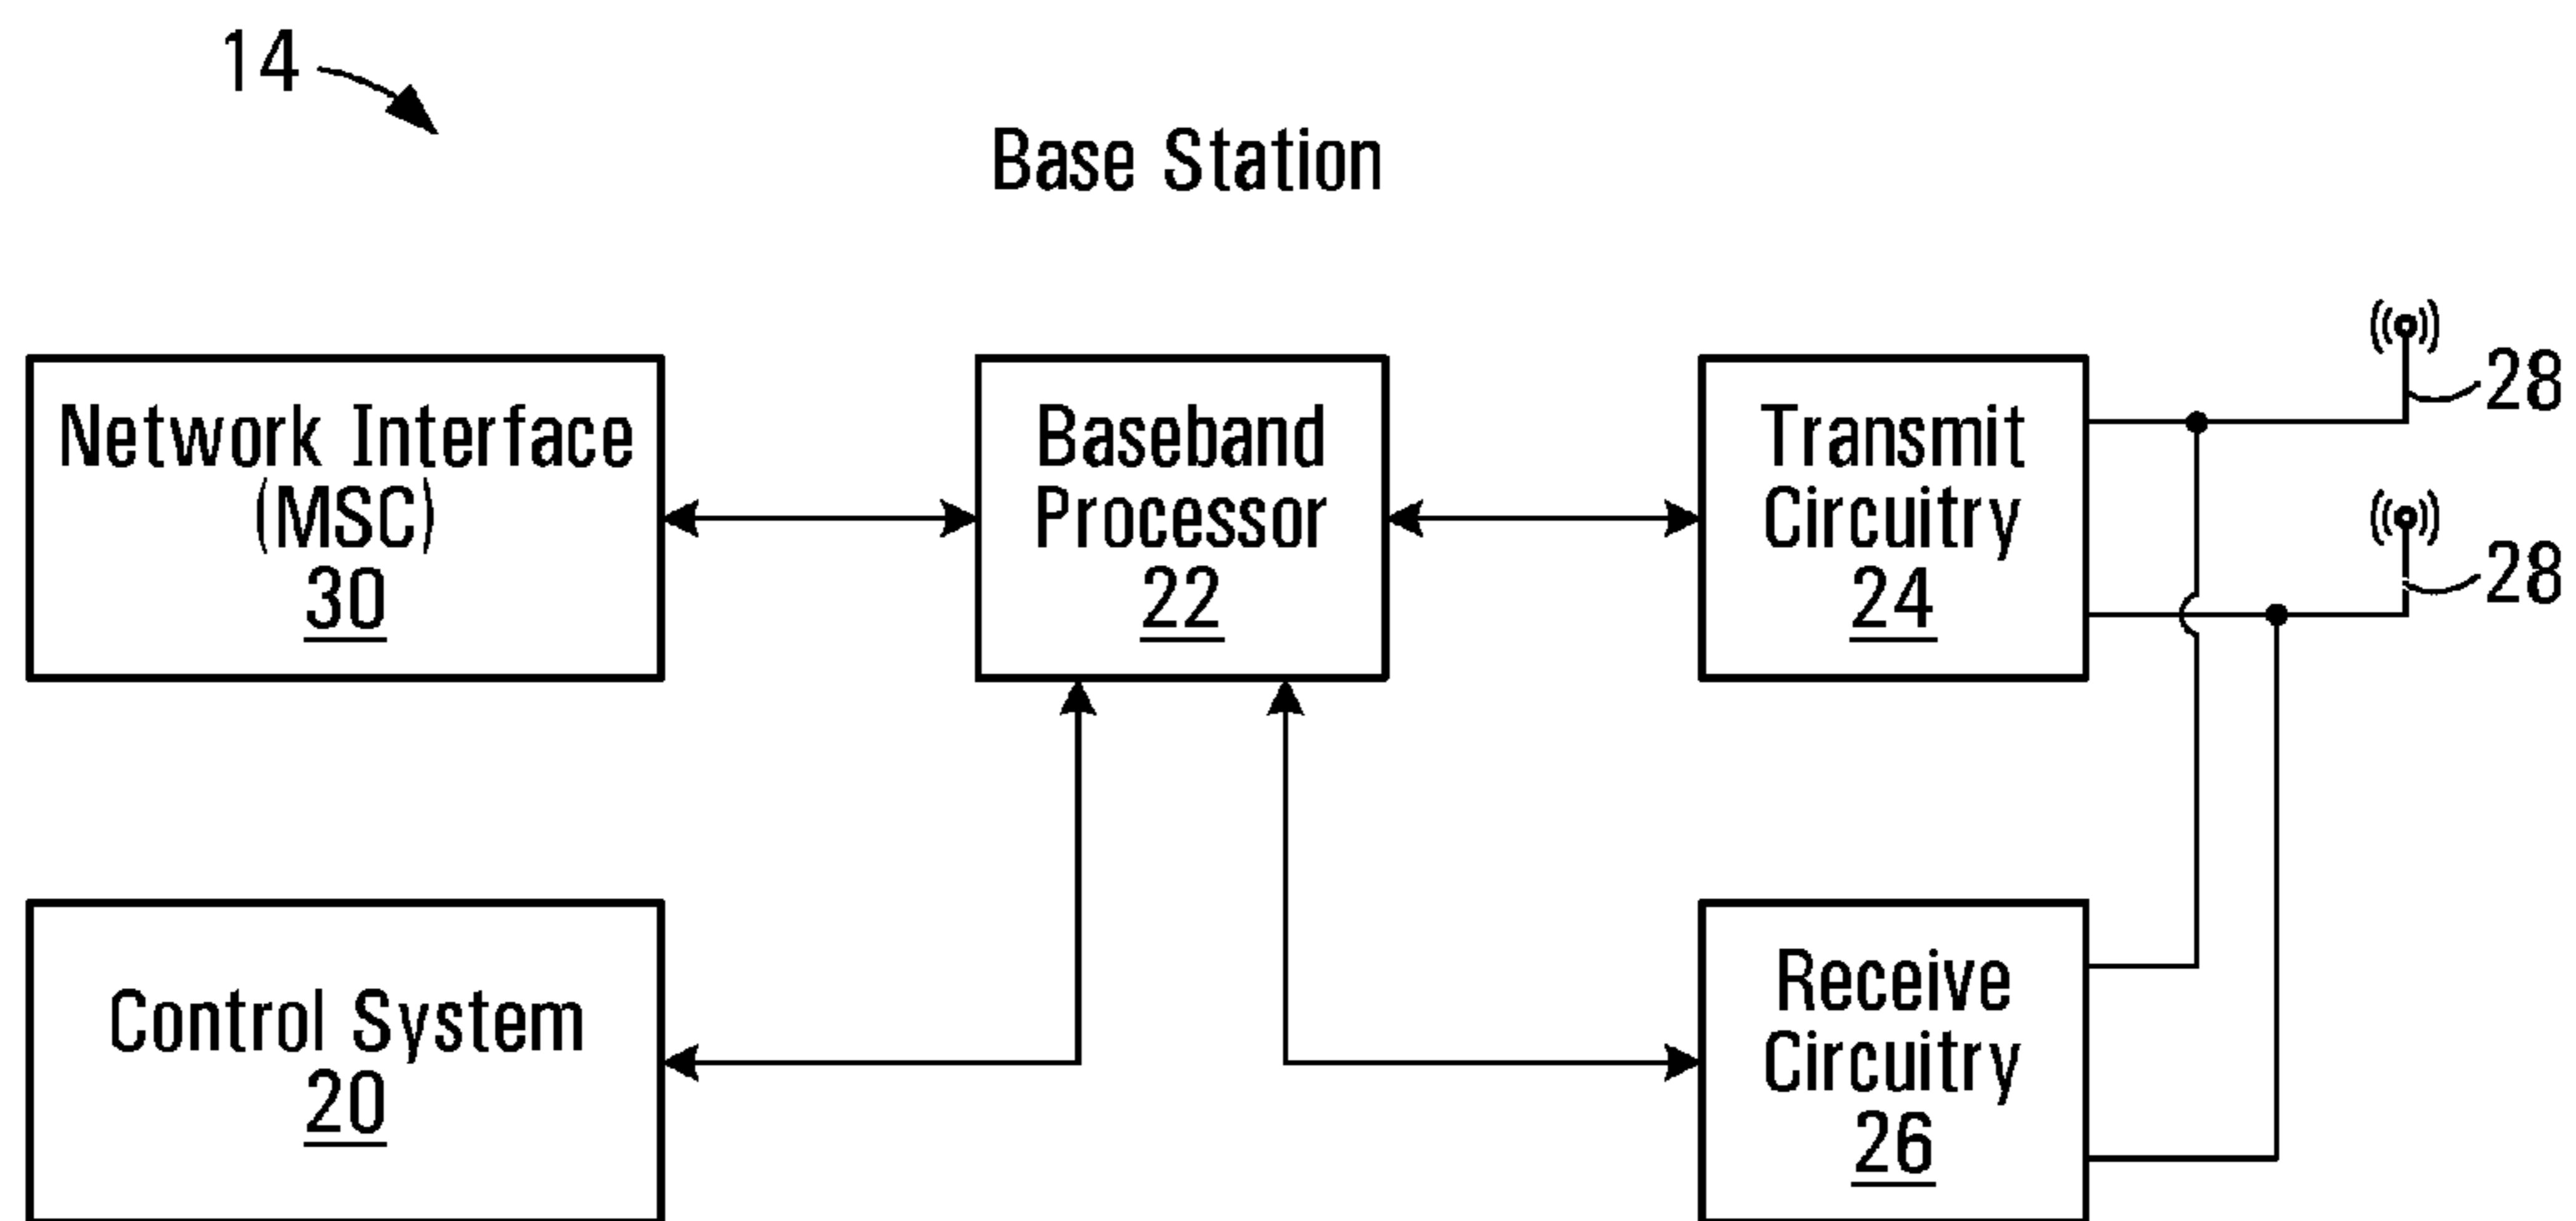 14
Base Station
Network Interface
(MSC)
30
Baseband
Processor
22
Transmit
Circuitry
24
28
28
Control System
20
Receive
Circuitry
26